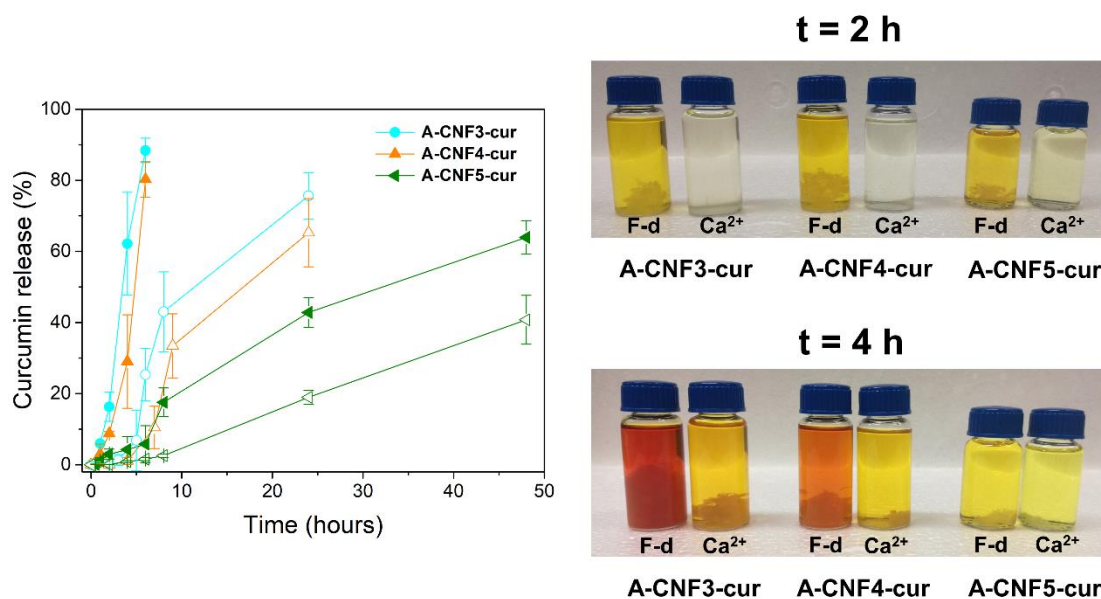 100
80
60
40
20
0
Curcumin release (%)
0 10 20 30 40 50
Time (hours)
A-CNF3-cur
A-CNF4-cur
A-CNF5-cur
t = 2 h
F-d Ca²⁺ F-d Ca²⁺ F-d Ca²⁺
A-CNF3-cur A-CNF4-cur A-CNF5-cur
t = 4 h
F-d Ca²⁺ F-d Ca²⁺ F-d Ca²⁺
A-CNF3-cur A-CNF4-cur A-CNF5-cur